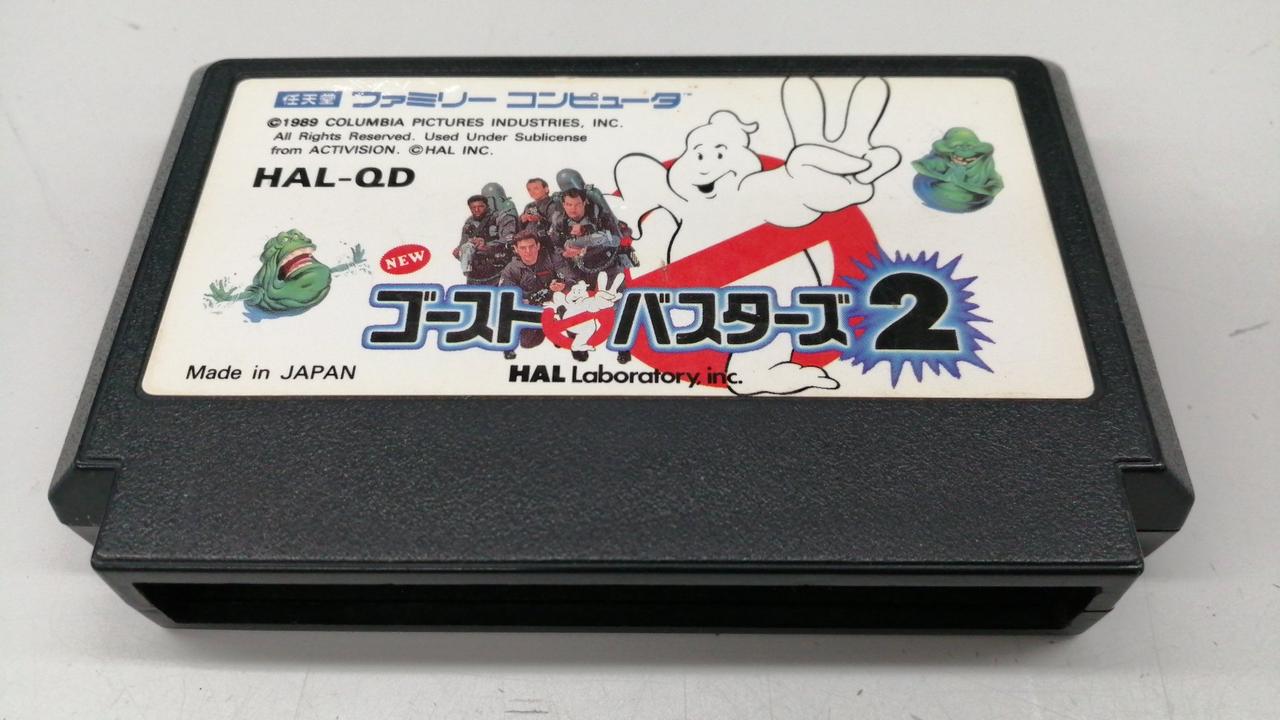 任天堂 ファミリー コンピュータ™
©1989 COLUMBIA PICTURES INDUSTRIES, INC.
All Rights Reserved. Used Under Sublicense
from ACTIVISION. ©HAL INC.
HAL-QD
NEW
ゴーストバスターズ2
Made in JAPAN
HAL Laboratory, inc.